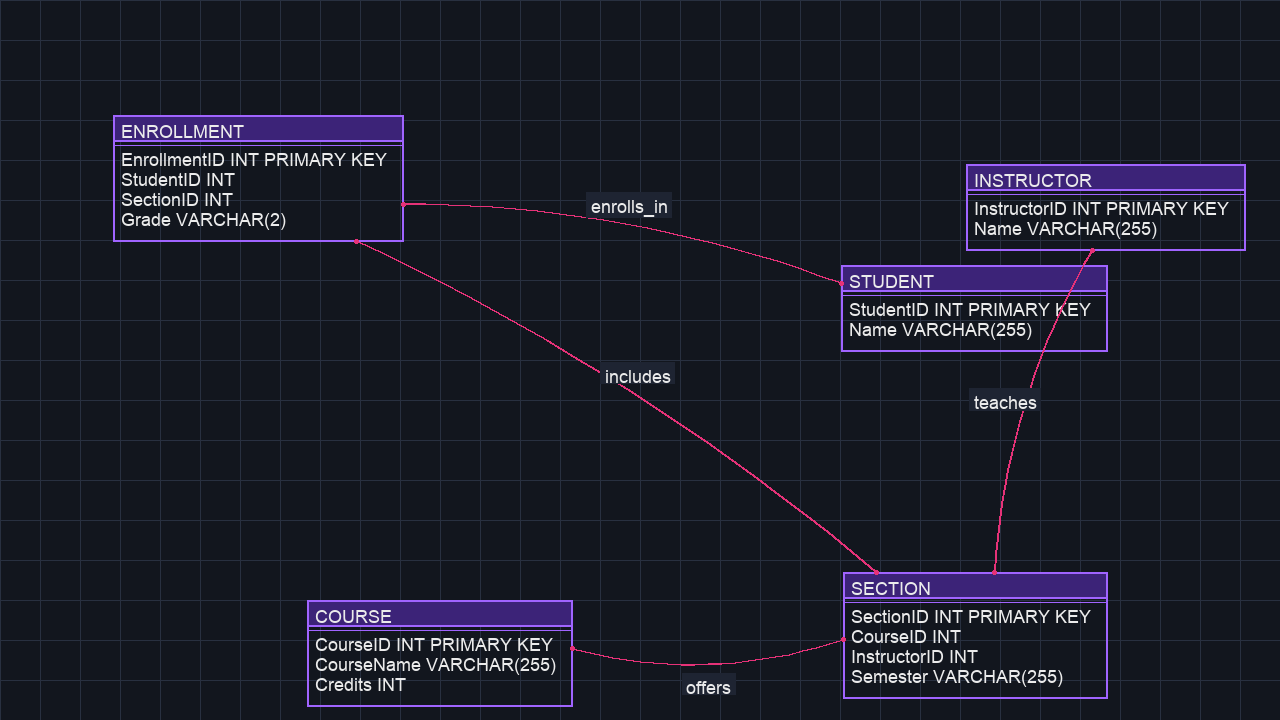 ENROLLMENT
EnrollmentID INT PRIMARY KEY
StudentID INT
SectionID INT
Grade VARCHAR(2)
enrolls_in
INSTRUCTOR
InstructorID INT PRIMARY KEY
Name VARCHAR(255)
STUDENT
StudentID INT PRIMARY KEY
Name VARCHAR(255)
includes
teaches
COURSE
CourseID INT PRIMARY KEY
CourseName VARCHAR(255)
Credits INT
offers
SECTION
SectionID INT PRIMARY KEY
CourseID INT
InstructorID INT
Semester VARCHAR(255)